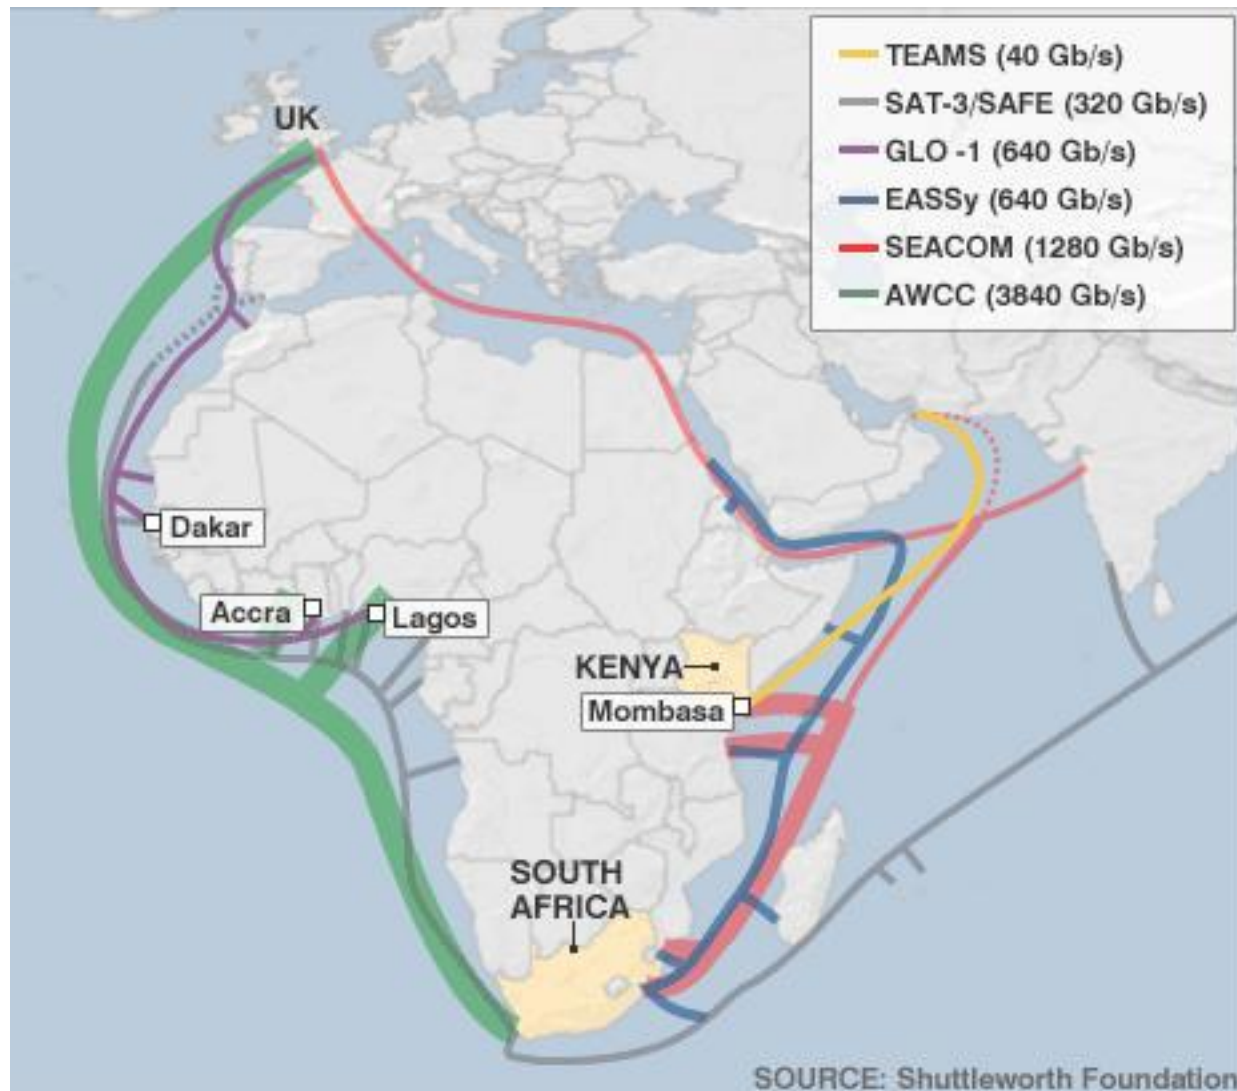 TEAMS (40 Gb/s)
SAT-3/SAFE (320 Gb/s)
GLO -1 (640 Gb/s)
EASSy (640 Gb/s)
SEACOM (1280 Gb/s)
AWCC (3840 Gb/s)
UK
Dakar
Accra
Lagos
KENYA
Mombasa
SOUTH
AFRICA
SOURCE: Shuttleworth Foundation